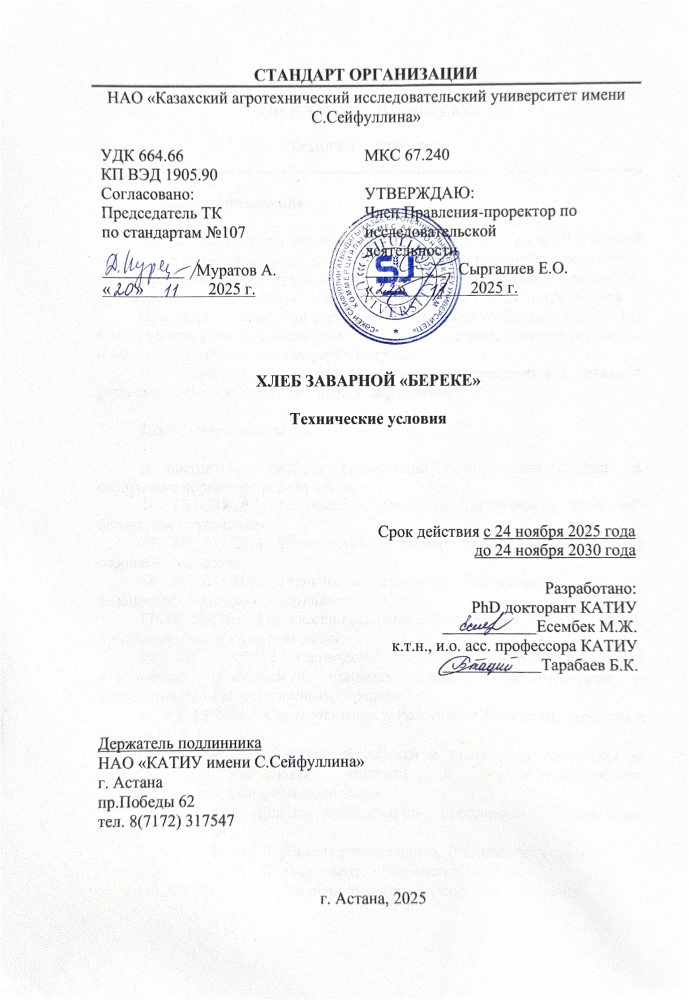 СТАНДАРТ ОРГАНИЗАЦИИ
НАО «Казахский агротехнический исследовательский университет имени
С.Сейфуллина»
УДК 664.66
МКС 67.240
КП ВЭД 1905.90
Согласовано:
Председатель ТК
по стандартам №107
Муратов А.
«20» 11 2025 г.
УТВЕРЖДАЮ:
Член Правления-проректор по
исследовательской
деятельности
Сыргалиев Е.О.
«22» 11 2025 г.
SEIFULLIN
UNIVERSITY
ХЛЕБ ЗАВАРНОЙ «БЕРЕКЕ»
Технические условия
Срок действия с 24 ноября 2025 года
до 24 ноября 2030 года
Разработано:
PhD докторант КАТИУ
Есембек М.Ж.
к.т.н., и.о. асс. профессора КАТИУ
Тарабаев Б.К.
Держатель подлинника
НАО «КАТИУ имени С.Сейфуллина»
г. Астана
пр.Победы 62
тел. 8(7172) 317547
г. Астана, 2025